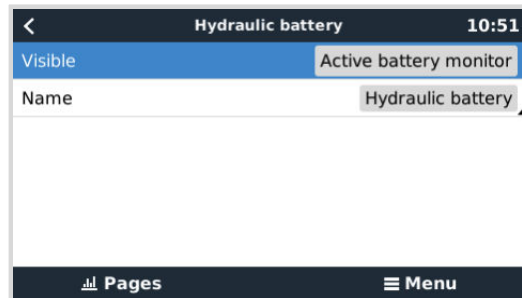 Hydraulic battery 10:51
Visible Active battery monitor
Name Hydraulic battery
Pages Menu